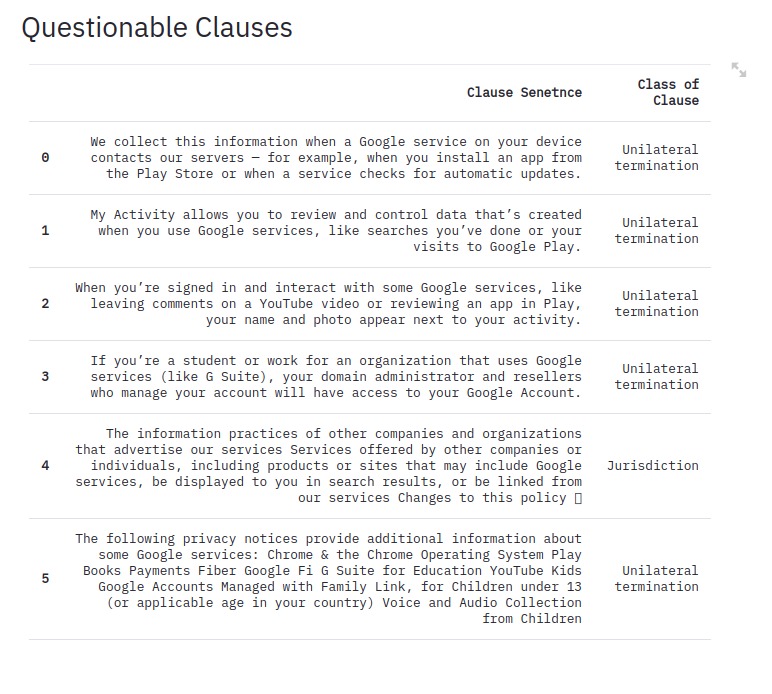 Questionable Clauses
Clause Senetnce
Class of
Clause
0
We collect this information when a Google service on your device
contacts our servers — for example, when you install an app from
the Play Store or when a service checks for automatic updates.
Unilateral
termination
1
My Activity allows you to review and control data that’s created
when you use Google services, like searches you’ve done or your
visits to Google Play.
Unilateral
termination
2
When you’re signed in and interact with some Google services, like
leaving comments on a YouTube video or reviewing an app in Play,
your name and photo appear next to your activity.
Unilateral
termination
3
If you’re a student or work for an organization that uses Google
services (like G Suite), your domain administrator and resellers
who manage your account will have access to your Google Account.
Unilateral
termination
4
The information practices of other companies and organizations
that advertise our services Services offered by other companies or
individuals, including products or sites that may include Google
services, be displayed to you in search results, or be linked from
our services Changes to this policy
Jurisdiction
5
The following privacy notices provide additional information about
some Google services: Chrome & the Chrome Operating System Play
Books Payments Fiber Google Fi G Suite for Education YouTube Kids
Google Accounts Managed with Family Link, for Children under 13
(or applicable age in your country) Voice and Audio Collection
from Children
Unilateral
termination